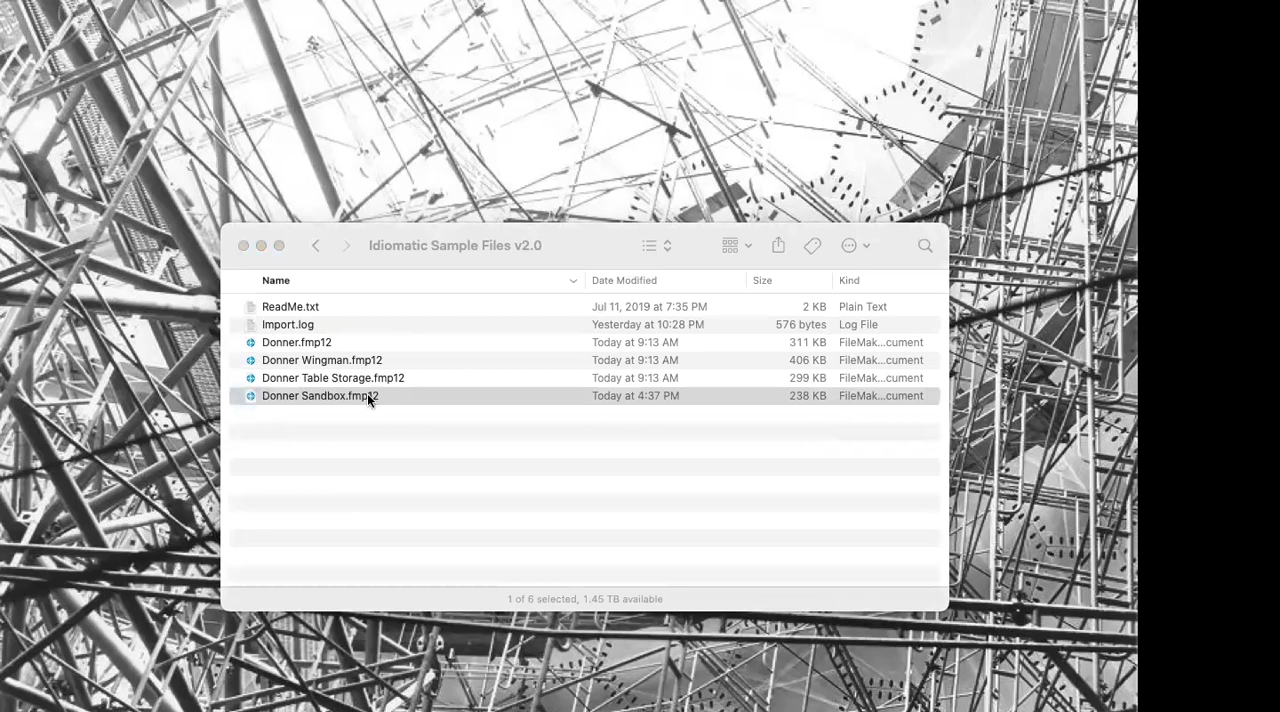 Idiomatic Sample Files v2.0
Name Date Modified Size Kind
ReadMe.txt Jul 11, 2019 at 7:35 PM 2 KB Plain Text
Import.log Yesterday at 10:28 PM 576 bytes Log File
Donner.fmp12 Today at 9:13 AM 311 KB FileMak...cument
Donner Wingman.fmp12 Today at 9:13 AM 406 KB FileMak...cument
Donner Table Storage.fmp12 Today at 9:13 AM 299 KB FileMak...cument
Donner Sandbox.fmp12 Today at 4:37 PM 238 KB FileMak...cument
1 of 6 selected, 1.45 TB available